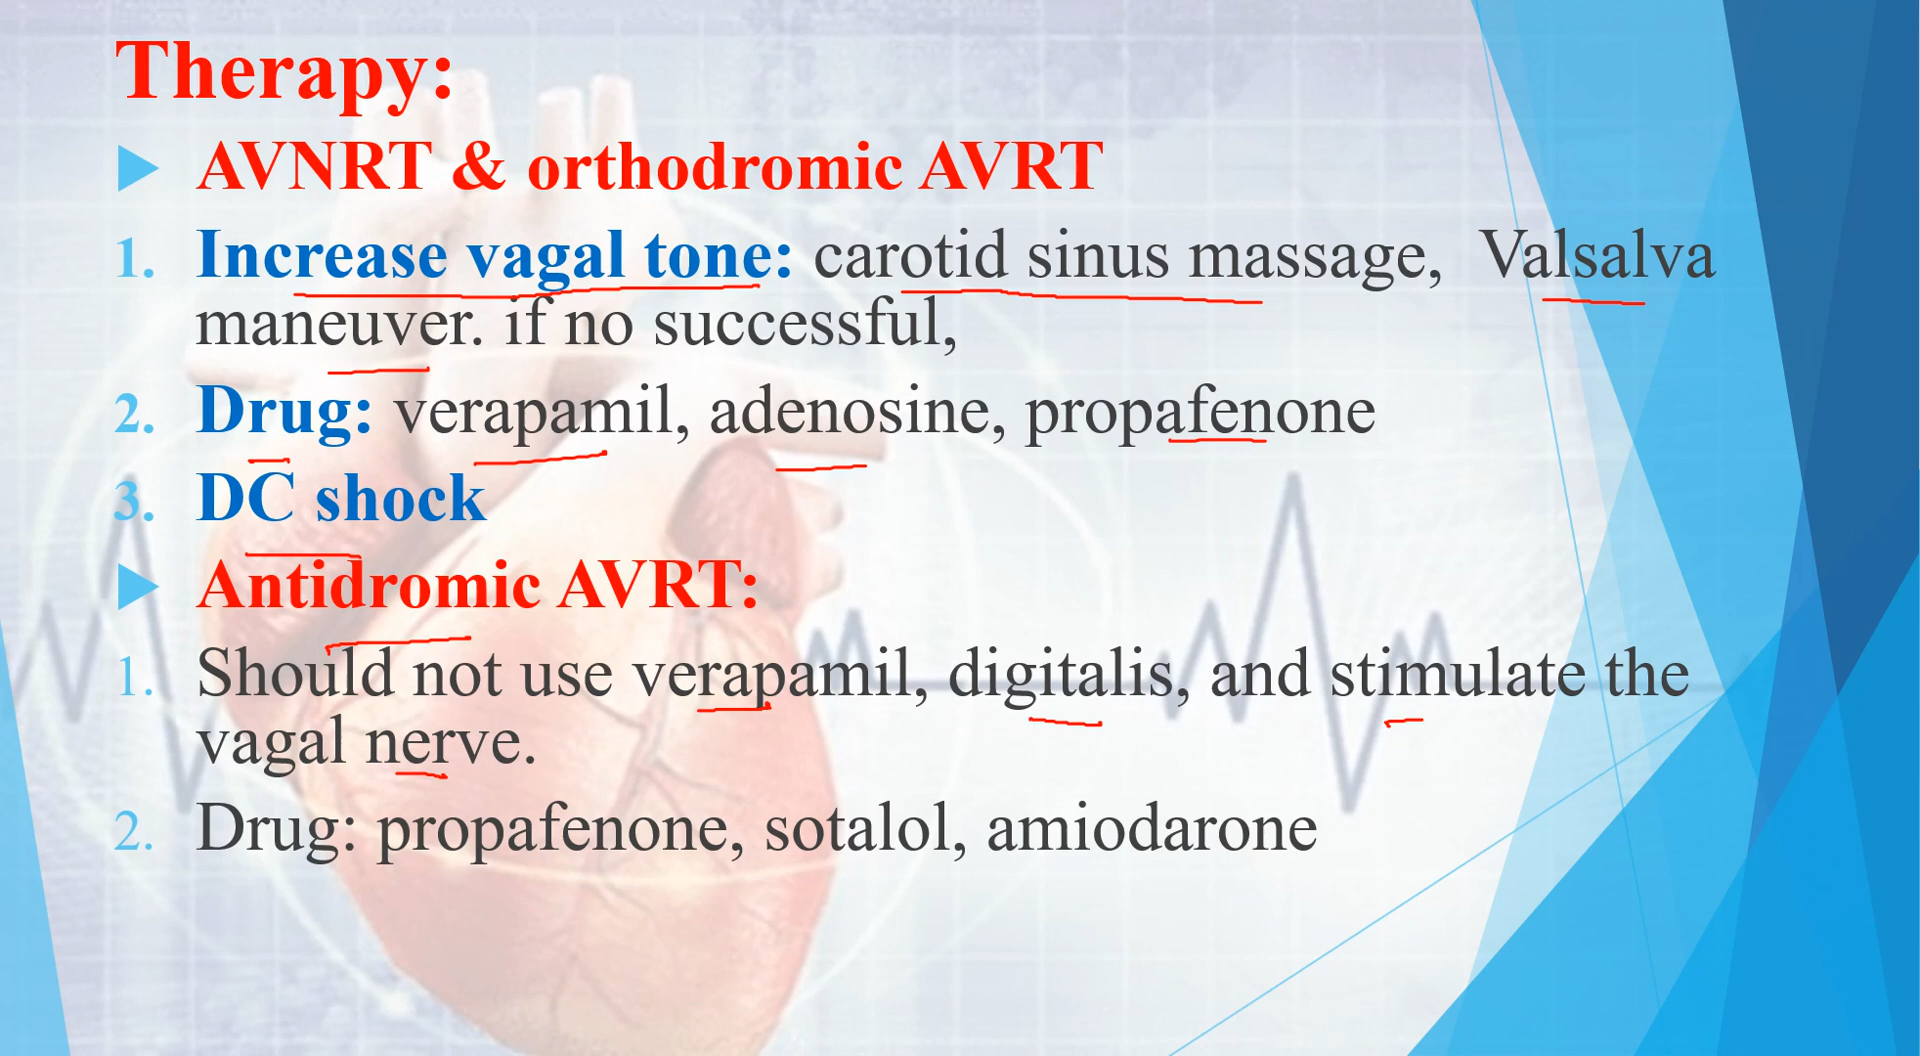 Therapy:
AVNRT & orthodromic AVRT
1. Increase vagal tone: carotid sinus massage, Valsalva
maneuver. if no successful,
2. Drug: verapamil, adenosine, propafenone
3. DC shock
Antidromic AVRT:
1. Should not use verapamil, digitalis, and stimulate the
vagal nerve.
2. Drug: propafenone, sotalol, amiodarone